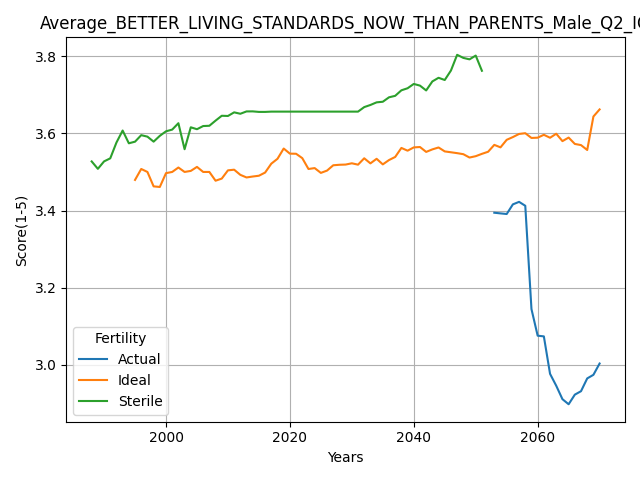 Average_BETTER_LIVING_STANDARDS_NOW_THAN_PARENTS_Male_Q2_IC
3.8
3.6
3.4
3.2
3.0
Score(1-5)
Fertility
Actual
Ideal
Sterile
2000
2020
2040
2060
Years